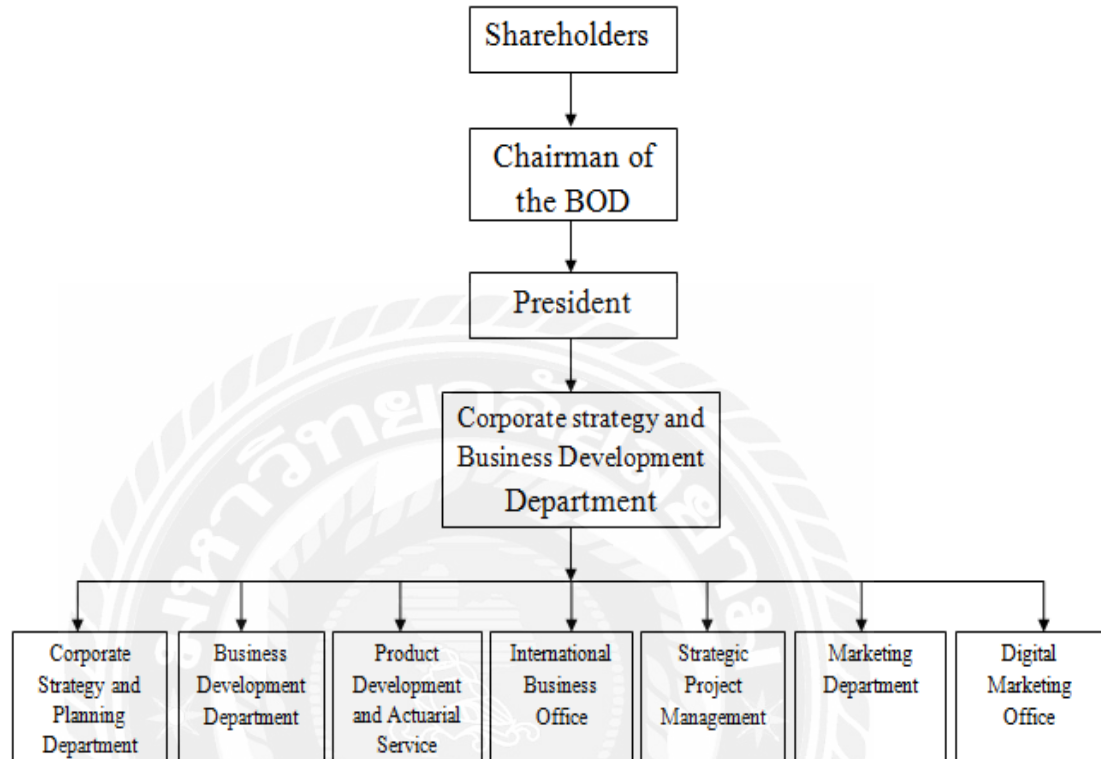 Shareholders
Chairman of
the BOD
President
Corporate strategy and
Business Development
Department
Corporate
Strategy and
Planning
Department
Business
Development
Department
Product
Development
and Actuarial
Service
International
Business
Office
Strategic
Project
Management
Marketing
Department
Digital
Marketing
Office